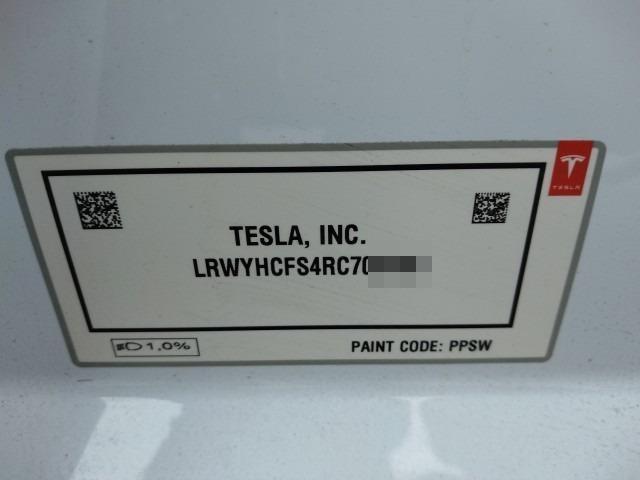 TESLA
TESLA, INC.
LRWYHCFS4RC70
1,0%
PAINT CODE: PPSW